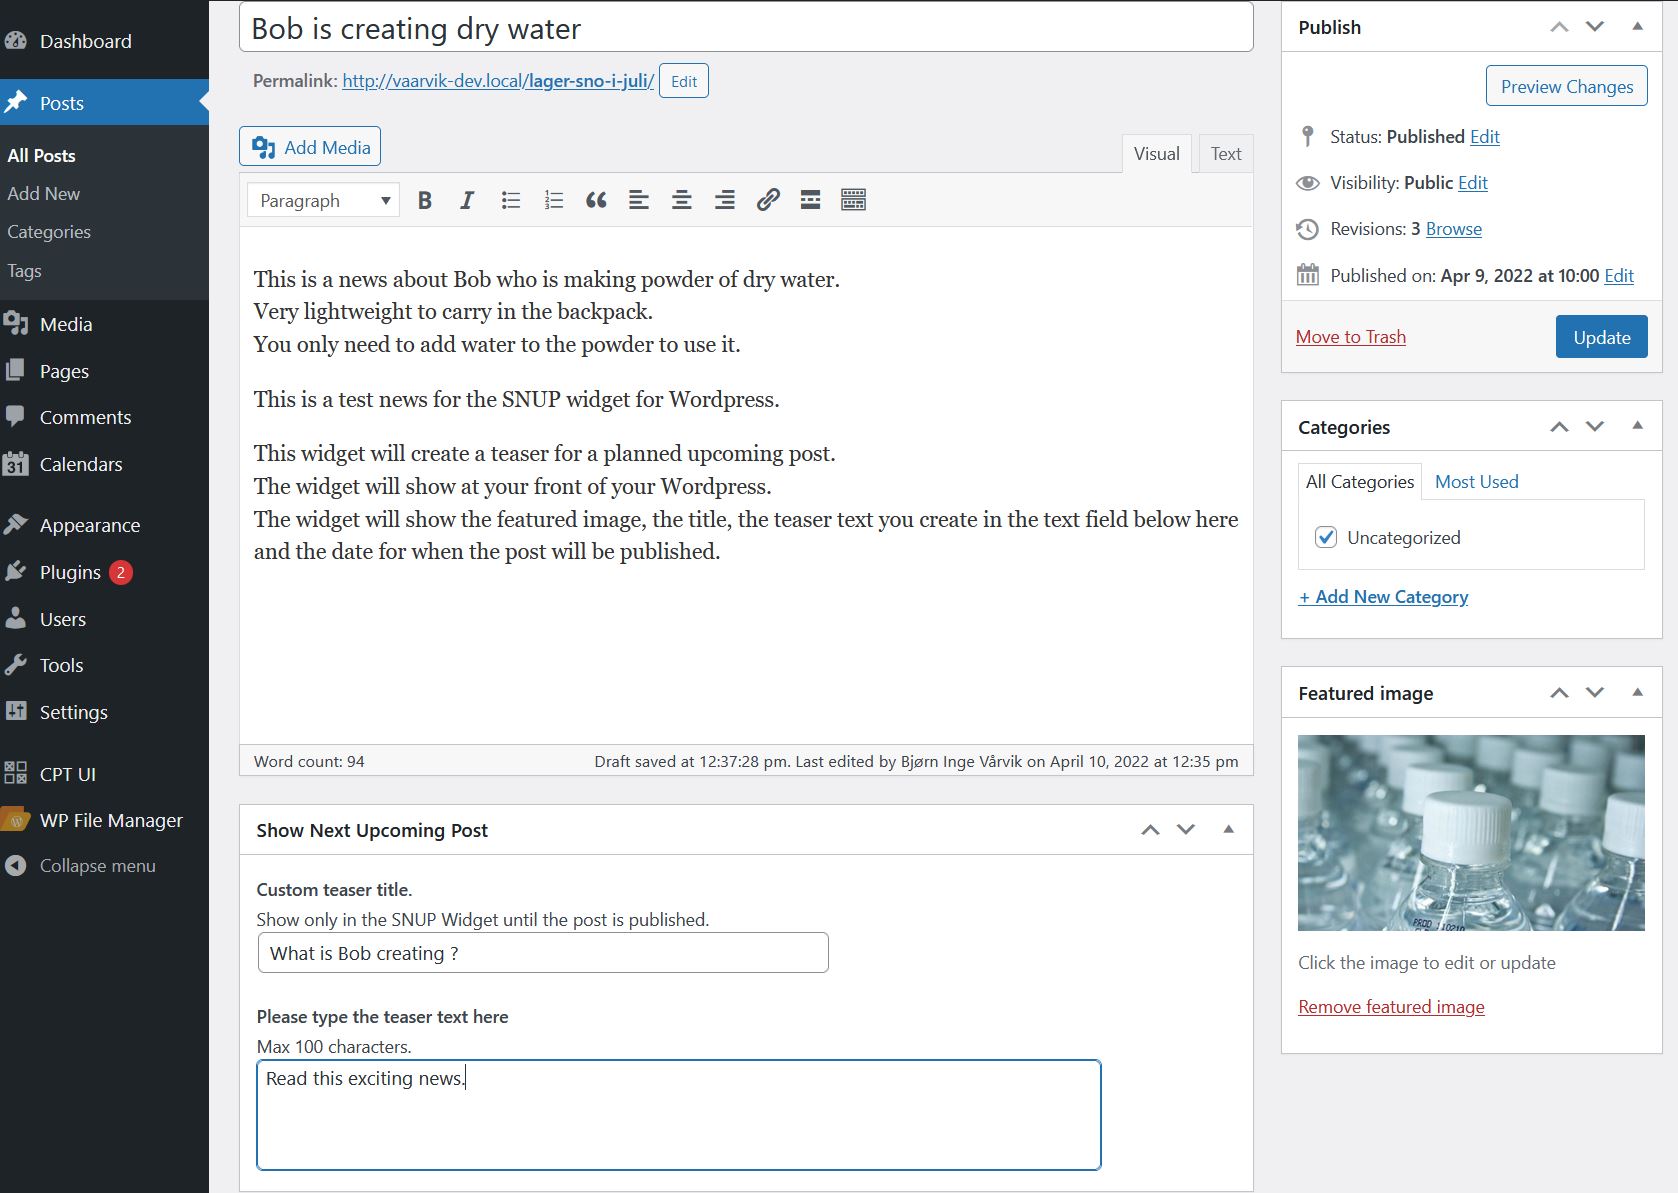 Dashboard
Posts
All Posts
Add New
Categories
Tags
Media
Pages
Comments
31
Calendars
Appearance
Plugins 2
Users
Tools
Settings
CPT UI
WP File Manager
Collapse menu
Bob is creating dry water
Permalink: http://vaarvik-dev.local/lager-sno-i-juli/ Edit
Add Media
Visual Text
Paragraph
This is a news about Bob who is making powder of dry water.
Very lightweight to carry in the backpack.
You only need to add water to the powder to use it.
This is a test news for the SNUP widget for Wordpress.
This widget will create a teaser for a planned upcoming post.
The widget will show at your front of your Wordpress.
The widget will show the featured image, the title, the teaser text you create in the text field below here
and the date for when the post will be published.
Word count: 94 Draft saved at 12:37:28 pm. Last edited by Bjørn Inge Vårvik on April 10, 2022 at 12:35 pm
Show Next Upcoming Post
Custom teaser title.
Show only in the SNUP Widget until the post is published.
What is Bob creating ?
Please type the teaser text here
Max 100 characters.
Read this exciting news.
Publish
Preview Changes
Status: Published Edit
Visibility: Public Edit
Revisions: 3 Browse
Published on: Apr 9, 2022 at 10:00 Edit
Move to Trash Update
Categories
All Categories Most Used
Uncategorized
+ Add New Category
Featured image
PROD 110210
Click the image to edit or update
Remove featured image